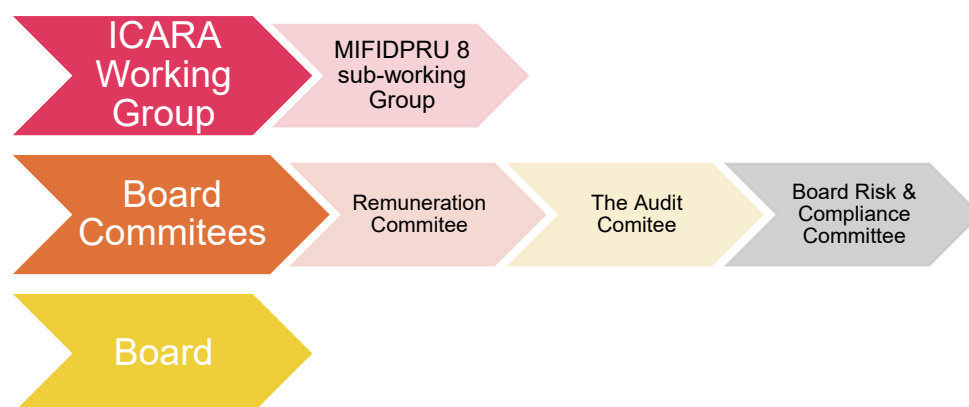 ICARA
Working
Group
MIFIDPRU 8
sub-working
Group
Board
Commitees
Remuneration
Commitee
The Audit
Comitee
Board Risk &
Compliance
Committee
Board